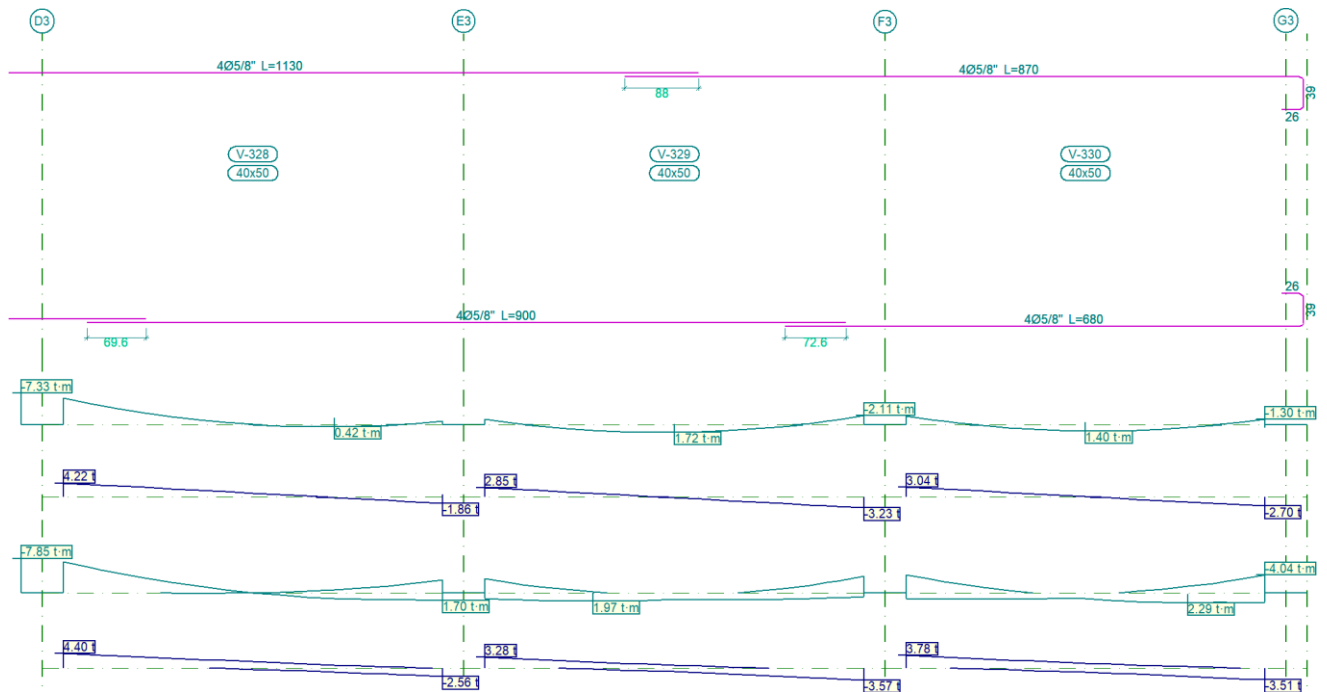 D3 E3 F3 G3
4Ø5/8" L=1130
4Ø5/8" L=870
88
39
26
V-328 V-329 V-330
40x50 40x50 40x50
26
4Ø5/8" L=900
4Ø5/8" L=680
39
69.6
72.6
-7.33 t·m
-2.11 t·m
-1.30 t·m
0.42 t·m
1.72 t·m
1.40 t·m
4.22 t
2.85 t
3.04 t
-1.86 t
-3.23 t
-2.70 t
-7.85 t·m
-4.04 t·m
1.70 t·m
1.97 t·m
2.29 t·m
4.40 t
3.28 t
3.78 t
-2.56 t
-3.57 t
-3.51 t